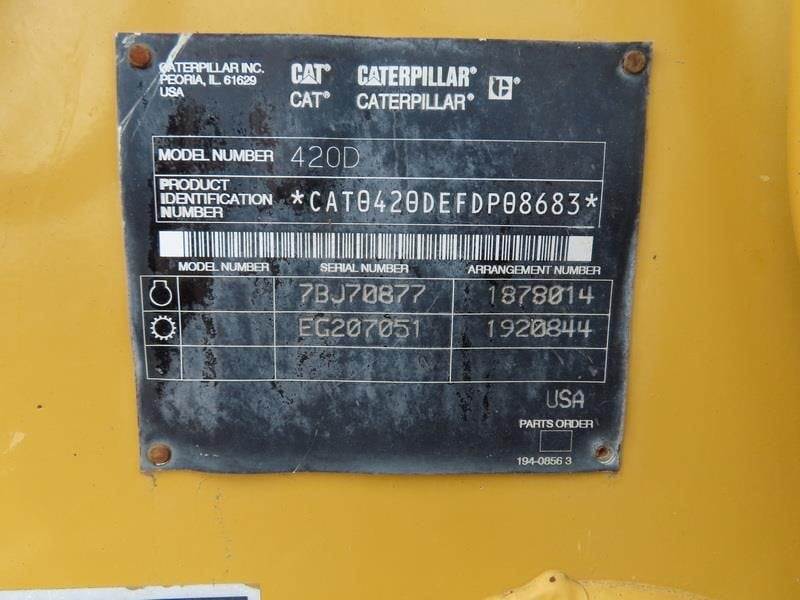 CATERPILLAR INC.
PEORIA, IL. 61629
USA
CAT® CATERPILLAR®
CAT® CATERPILLAR®
MODEL NUMBER 420D
PRODUCT
IDENTIFICATION
NUMBER
*CAT0420DEFDP08683*
MODEL NUMBER SERIAL NUMBER ARRANGEMENT NUMBER
7BJ70877 1878014
EG207051 1920844
USA
PARTS ORDER
194-0856 3